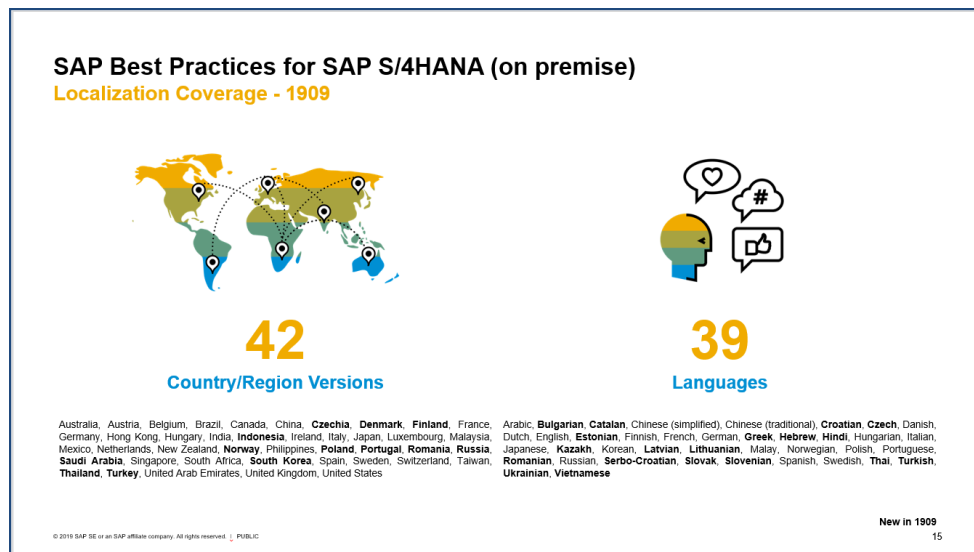 SAP Best Practices for SAP S/4HANA (on premise)
Localization Coverage - 1909
#
42
Country/Region Versions
Australia, Austria, Belgium, Brazil, Canada, China, Czechia, Denmark, Finland, France,
Germany, Hong Kong, Hungary, India, Indonesia, Ireland, Italy, Japan, Luxembourg, Malaysia,
Mexico, Netherlands, New Zealand, Norway, Philippines, Poland, Portugal, Romania, Russia,
Saudi Arabia, Singapore, South Africa, South Korea, Spain, Sweden, Switzerland, Taiwan,
Thailand, Turkey, United Arab Emirates, United Kingdom, United States
39
Languages
Arabic, Bulgarian, Catalan, Chinese (simplified), Chinese (traditional), Croatian, Czech, Danish,
Dutch, English, Estonian, Finnish, French, German, Greek, Hebrew, Hindi, Hungarian, Italian,
Japanese, Kazakh, Korean, Latvian, Lithuanian, Malay, Norwegian, Polish, Portuguese,
Romanian, Russian, Serbo-Croatian, Slovak, Slovenian, Spanish, Swedish, Thai, Turkish,
Ukrainian, Vietnamese
New in 1909
© 2019 SAP SE or an SAP affiliate company. All rights reserved. | PUBLIC
15